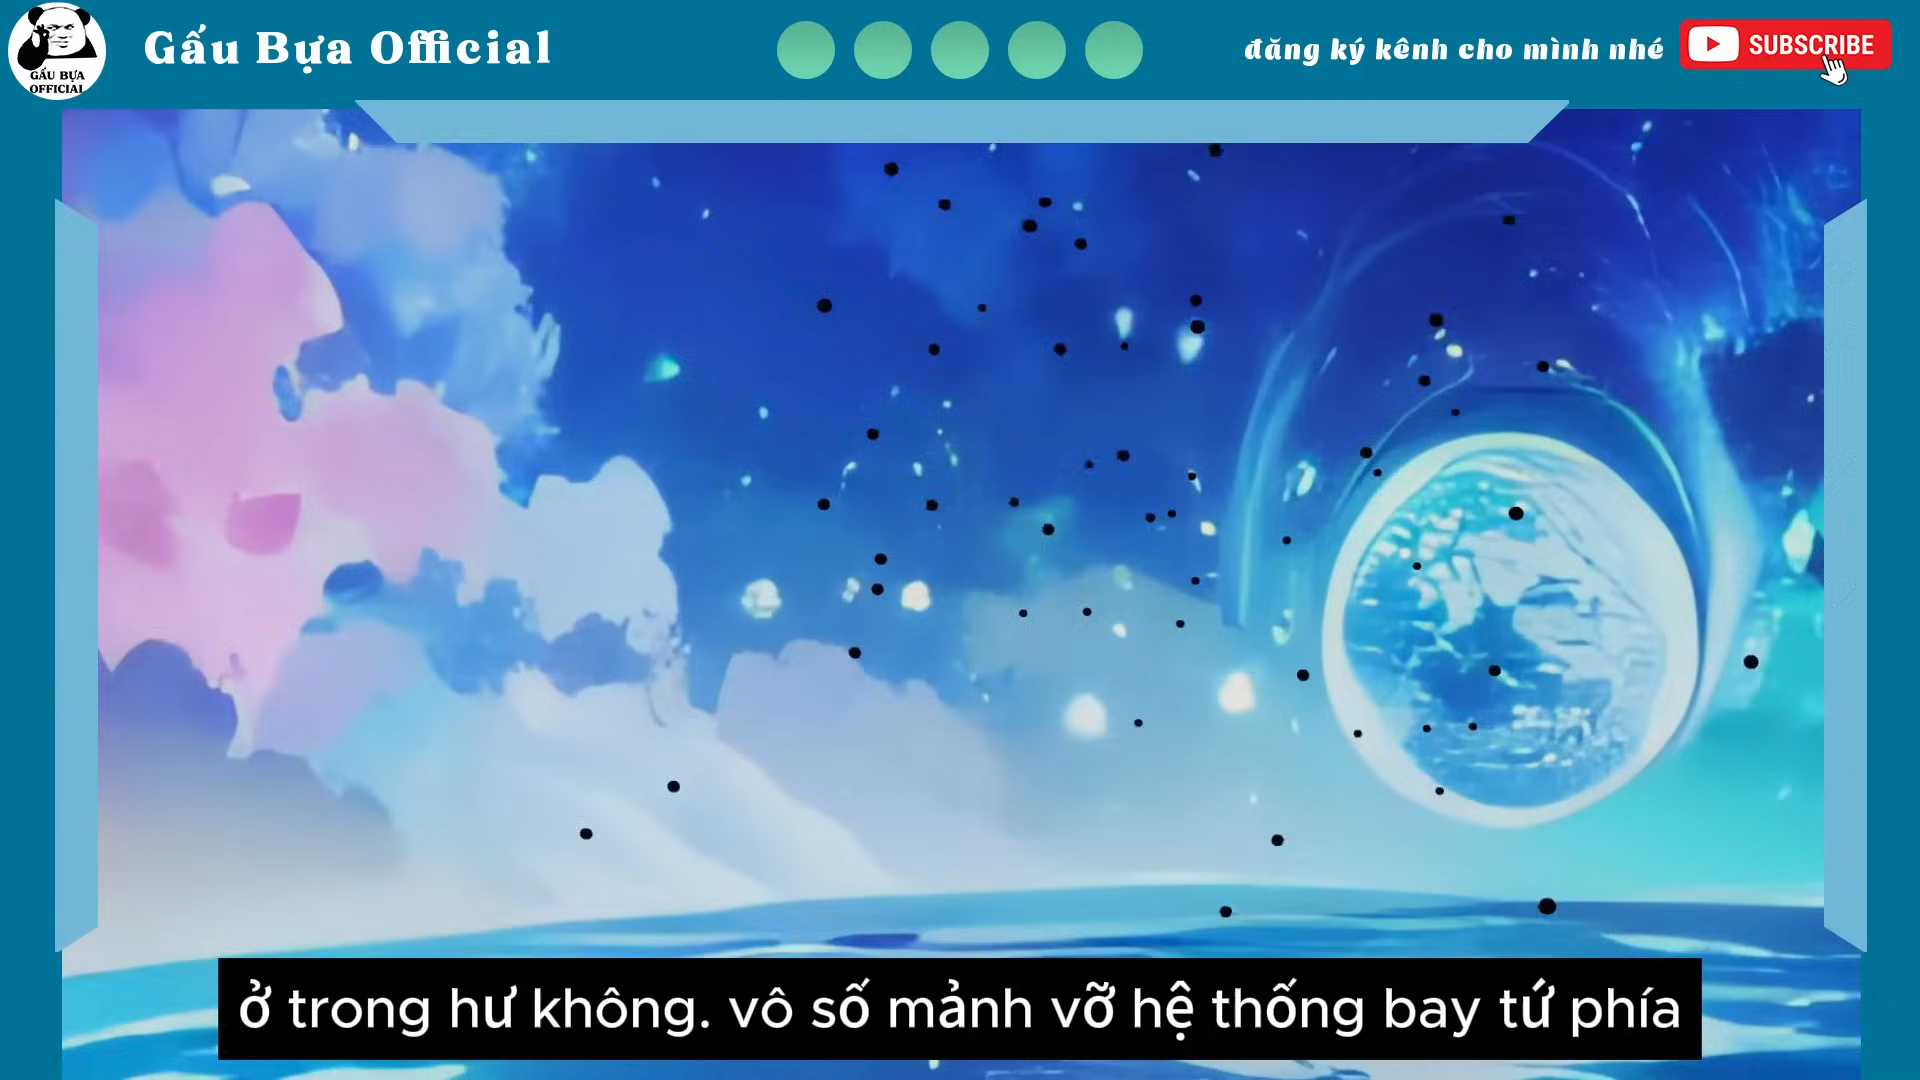 GẤU BỰA
OFFICIAL
Gấu Bựa Official
đăng ký kênh cho mình nhé
SUBSCRIBE
ở trong hư không. vô số mảnh vỡ hệ thống bay tứ phía